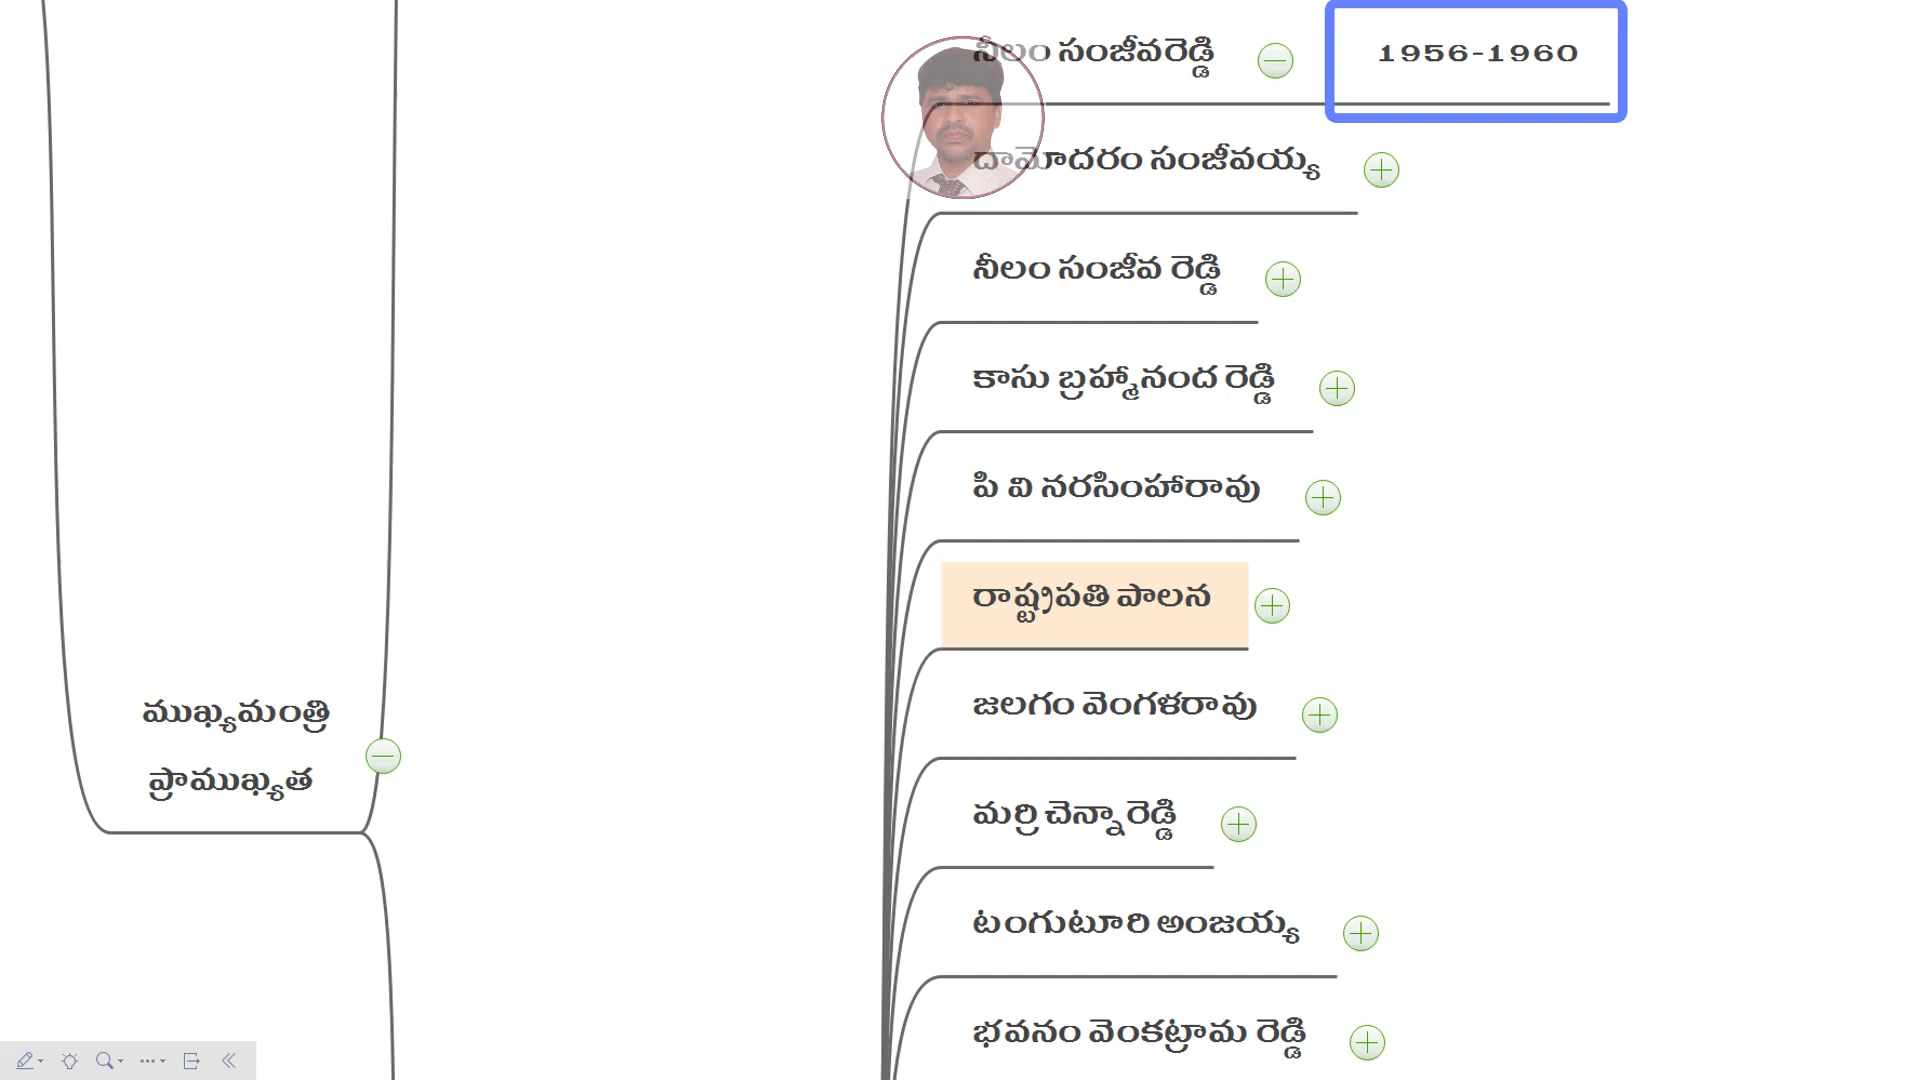 నీలం సంజీవరెడ్డి
1956-1960
దామోదరం సంజీవయ్య
నీలం సంజీవ రెడ్డి
కాసు బ్రహ్మానంద రెడ్డి
పి వి నరసింహారావు
రాష్ట్రపతి పాలన
జలగం వెంగళరావు
ముఖ్యమంత్రి
ప్రాముఖ్యత
మర్రి చెన్నారెడ్డి
టంగుటూరి అంజయ్య
భవనం వెంకట్రామ రెడ్డి